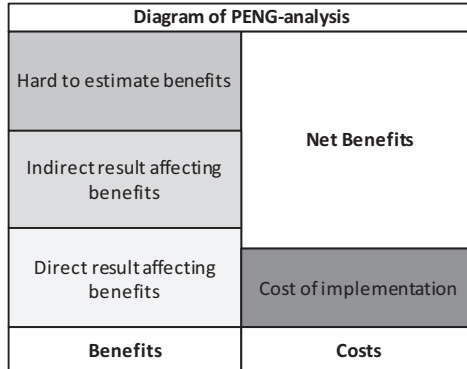 Diagram of PENG-analysis
Hard to estimate benefits
Net Benefits
Indirect result affecting
benefits
Direct result affecting
benefits
Cost of implementation
Benefits
Costs